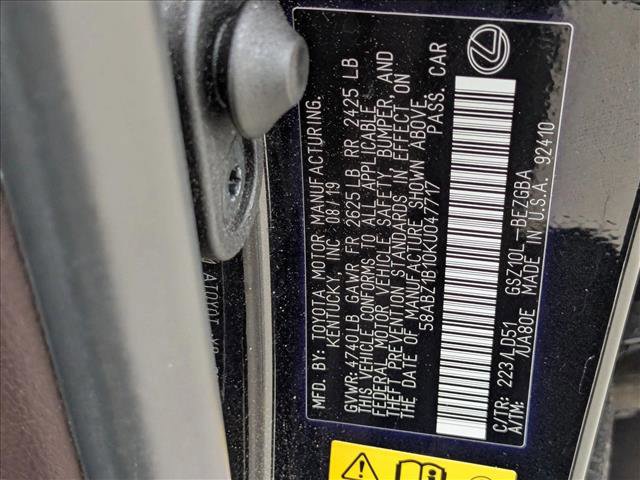 MFD. BY: TOYOTA MOTOR MANUFACTURING,
KENTUCKY, INC 08/19
GVWR: 4740LB GAWR FR 2625LB RR 2425 LB
THIS VEHICLE CONFORMS TO ALL APPLICABLE
FEDERAL MOTOR VEHICLE SAFETY, BUMPER, AND
THEFT PREVENTION STANDARDS IN EFFECT ON
THE DATE OF MANUFACTURE SHOWN ABOVE.
58ABZ1B10KU047717 PASS. CAR
C/TR: 223/LD51 GSZ10L-BEZGBA
A/TM: /UA80E MADE IN U.S.A. 92410